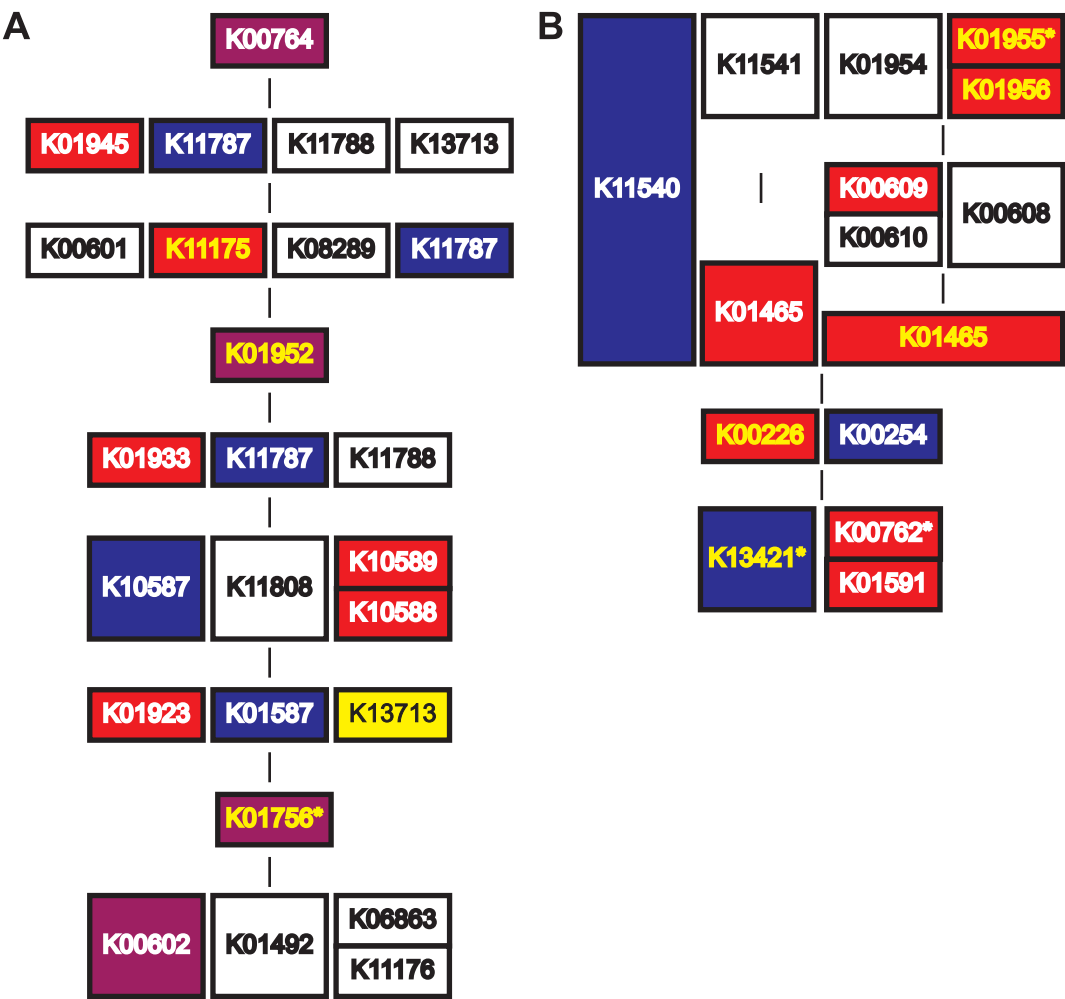 A
K00764
K01945 K11787 K11788 K13713
K00601 K11175 K08289 K11787
K01952
K01933 K11787 K11788
K10587 K11808 K10589
K10588
K01923 K01587 K13713
K01756*
K00602 K01492 K06863
K11176
B
K11540 K11541 K01954 K01955*
K01956
K00609 K00608
K00610
K01465 K01465
K00226 K00254
K13421* K00762*
K01591